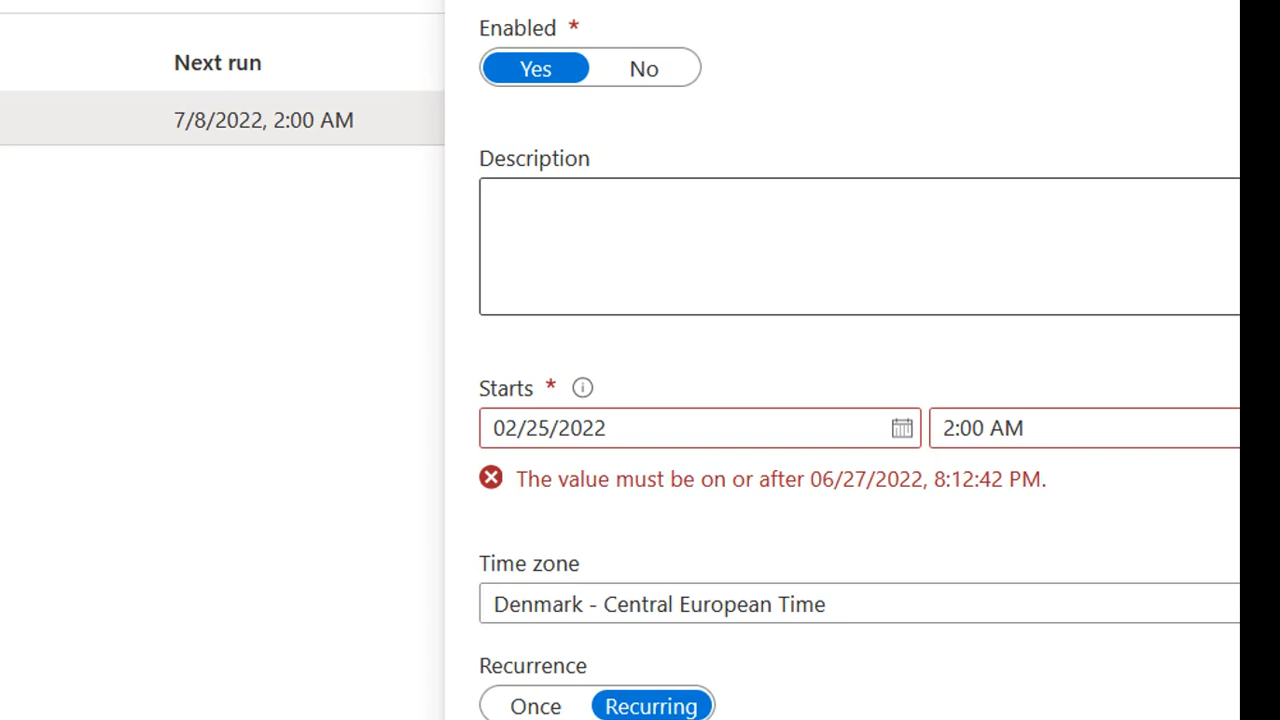 Next run
7/8/2022, 2:00 AM
Enabled *
Yes No
Description
Starts *
02/25/2022 2:00 AM
The value must be on or after 06/27/2022, 8:12:42 PM.
Time zone
Denmark - Central European Time
Recurrence
Once Recurring